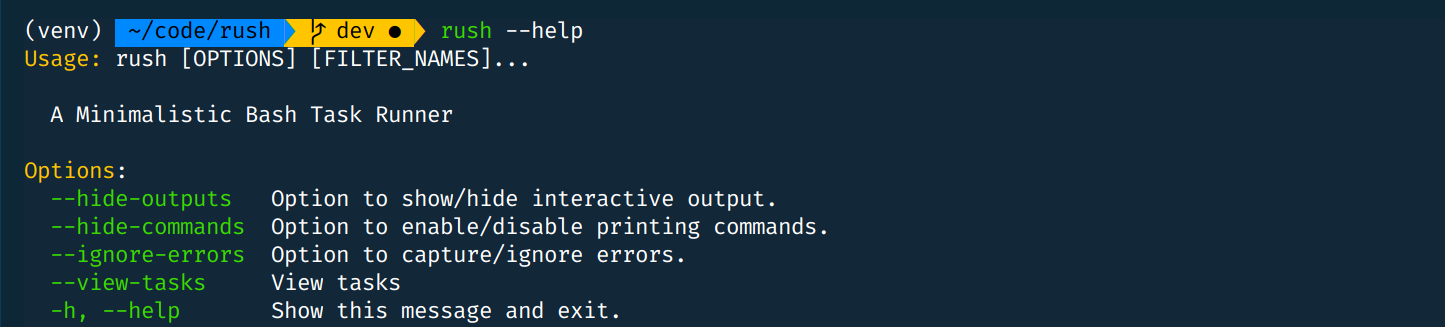 (venv) ~/code/rush dev ● rush --help
Usage: rush [OPTIONS] [FILTER_NAMES]...
A Minimalistic Bash Task Runner
Options:
--hide-outputs Option to show/hide interactive output.
--hide-commands Option to enable/disable printing commands.
--ignore-errors Option to capture/ignore errors.
--view-tasks View tasks
-h, --help Show this message and exit.